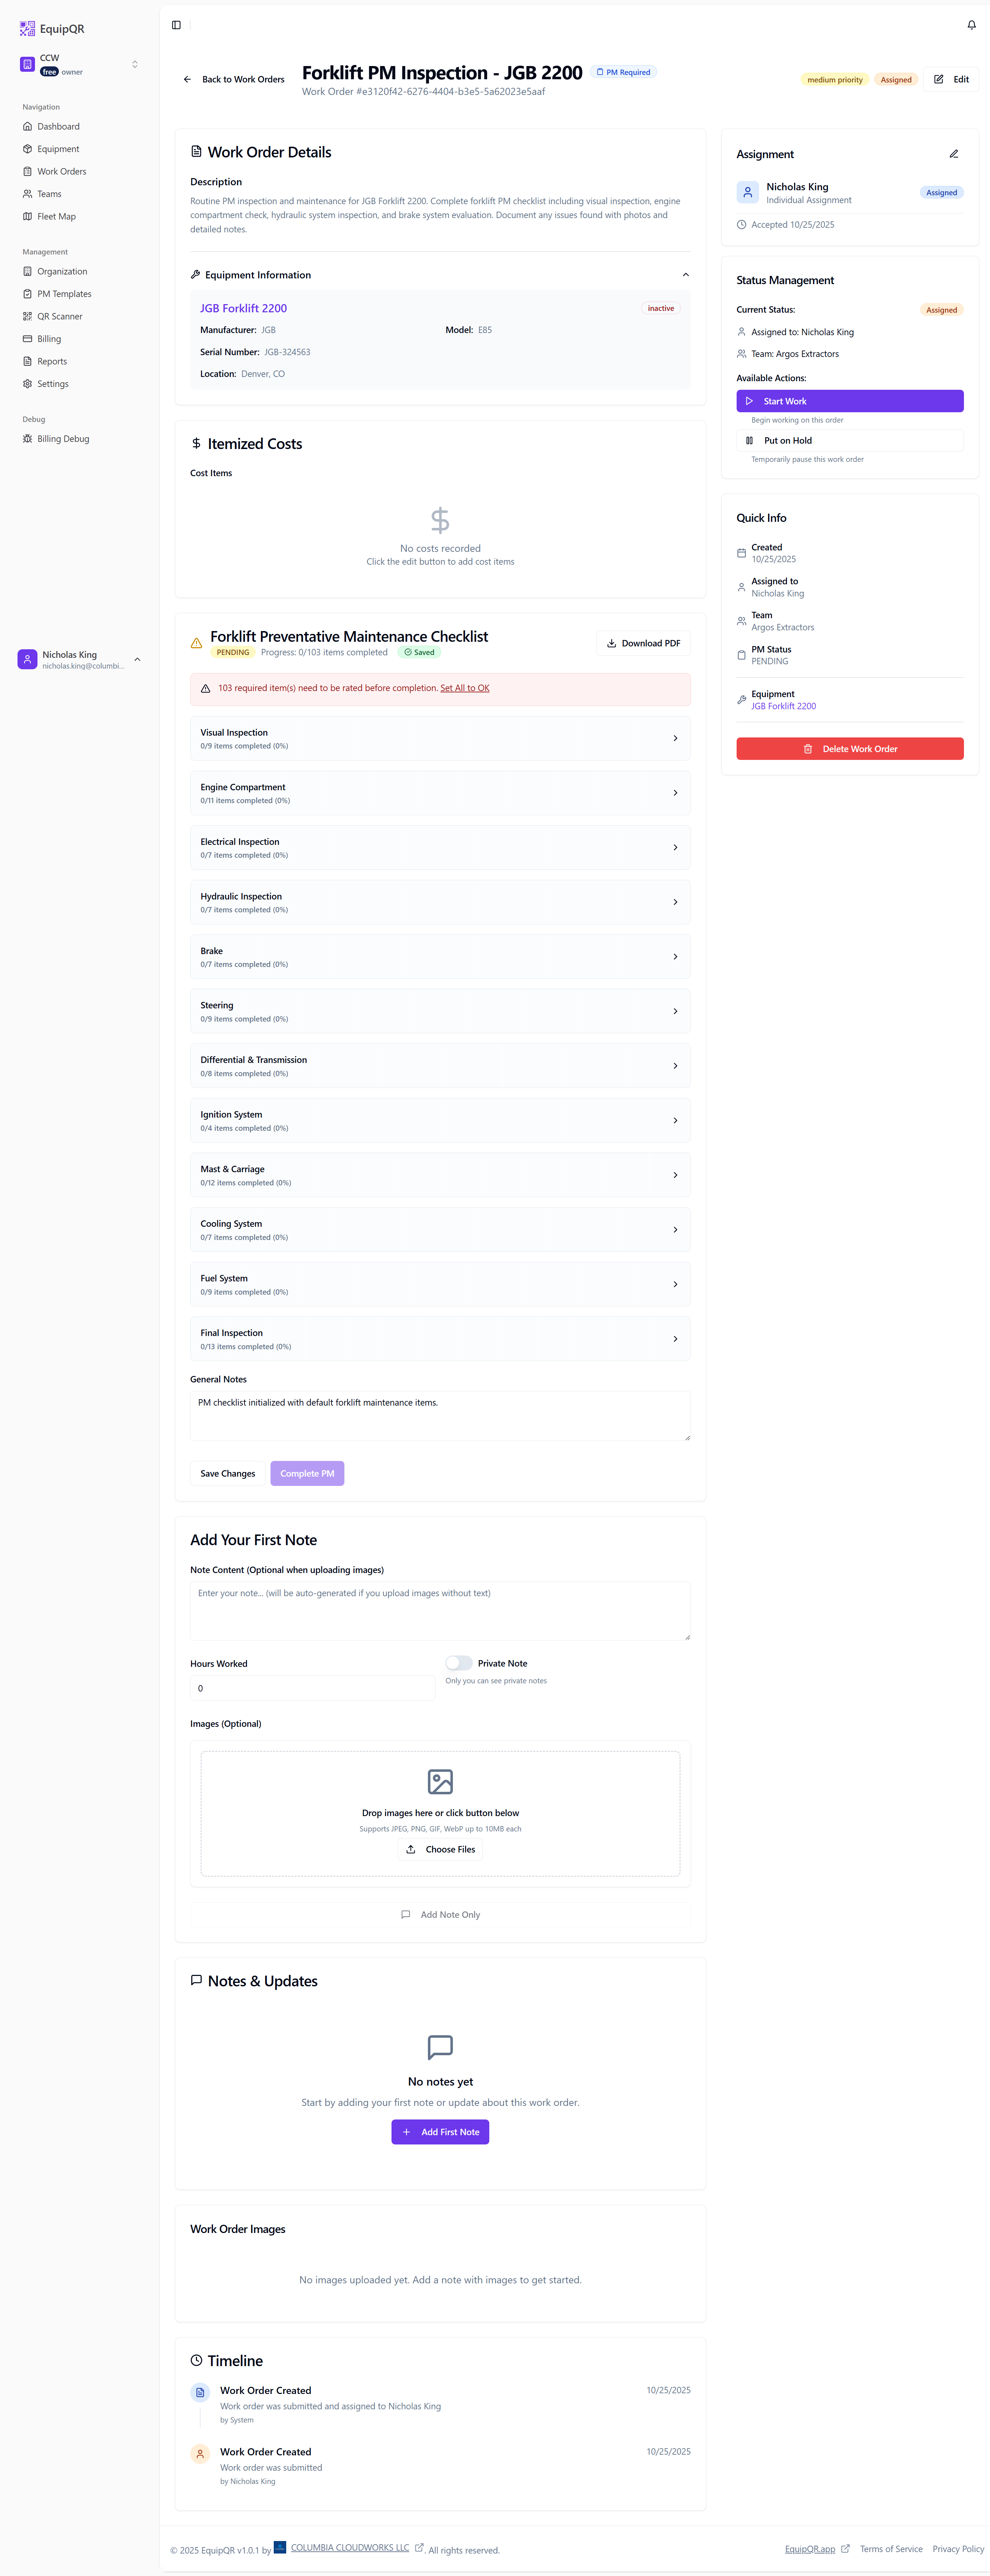 EquipQR
CCW
free owner
Navigation
Dashboard
Equipment
Work Orders
Teams
Fleet Map
Management
Organization
PM Templates
QR Scanner
Billing
Reports
Settings
Debug
Billing Debug
Nicholas King
nicholas.king@columbi...
Back to Work Orders
Forklift PM Inspection - JGB 2200
PM Required
Work Order #e3120f42-6276-4404-b3e5-5a62023e5aaf
medium priority
Assigned
Edit
Work Order Details
Description
Routine PM inspection and maintenance for JGB Forklift 2200. Complete forklift PM checklist including visual inspection, engine
compartment check, hydraulic system inspection, and brake system evaluation. Document any issues found with photos and
detailed notes.
Equipment Information
JGB Forklift 2200
inactive
Manufacturer: JGB
Model: E85
Serial Number: JGB-324563
Location: Denver, CO
Itemized Costs
Cost Items
No costs recorded
Click the edit button to add cost items
Forklift Preventative Maintenance Checklist
PENDING Progress: 0/103 items completed Saved
Download PDF
103 required item(s) need to be rated before completion. Set All to OK
Visual Inspection
0/9 items completed (0%)
Engine Compartment
0/11 items completed (0%)
Electrical Inspection
0/7 items completed (0%)
Hydraulic Inspection
0/7 items completed (0%)
Brake
0/7 items completed (0%)
Steering
0/9 items completed (0%)
Differential & Transmission
0/8 items completed (0%)
Ignition System
0/4 items completed (0%)
Mast & Carriage
0/12 items completed (0%)
Cooling System
0/7 items completed (0%)
Fuel System
0/9 items completed (0%)
Final Inspection
0/13 items completed (0%)
General Notes
PM checklist initialized with default forklift maintenance items.
Save Changes
Complete PM
Add Your First Note
Note Content (Optional when uploading images)
Enter your note... (will be auto-generated if you upload images without text)
Hours Worked
0
Private Note
Only you can see private notes
Images (Optional)
Drop images here or click button below
Supports JPEG, PNG, GIF, WebP up to 10MB each
Choose Files
Add Note Only
Notes & Updates
No notes yet
Start by adding your first note or update about this work order.
Add First Note
Work Order Images
No images uploaded yet. Add a note with images to get started.
Timeline
Work Order Created
10/25/2025
Work order was submitted and assigned to Nicholas King
by System
Work Order Created
10/25/2025
Work order was submitted
by Nicholas King
Assignment
Nicholas King
Individual Assignment
Assigned
Accepted 10/25/2025
Status Management
Current Status:
Assigned
Assigned to: Nicholas King
Team: Argos Extractors
Available Actions:
Start Work
Begin working on this order
Put on Hold
Temporarily pause this work order
Quick Info
Created
10/25/2025
Assigned to
Nicholas King
Team
Argos Extractors
PM Status
PENDING
Equipment
JGB Forklift 2200
Delete Work Order
© 2025 EquipQR v1.0.1 by COLUMBIA CLOUDWORKS LLC. All rights reserved.
EquipQR.app
Terms of Service
Privacy Policy